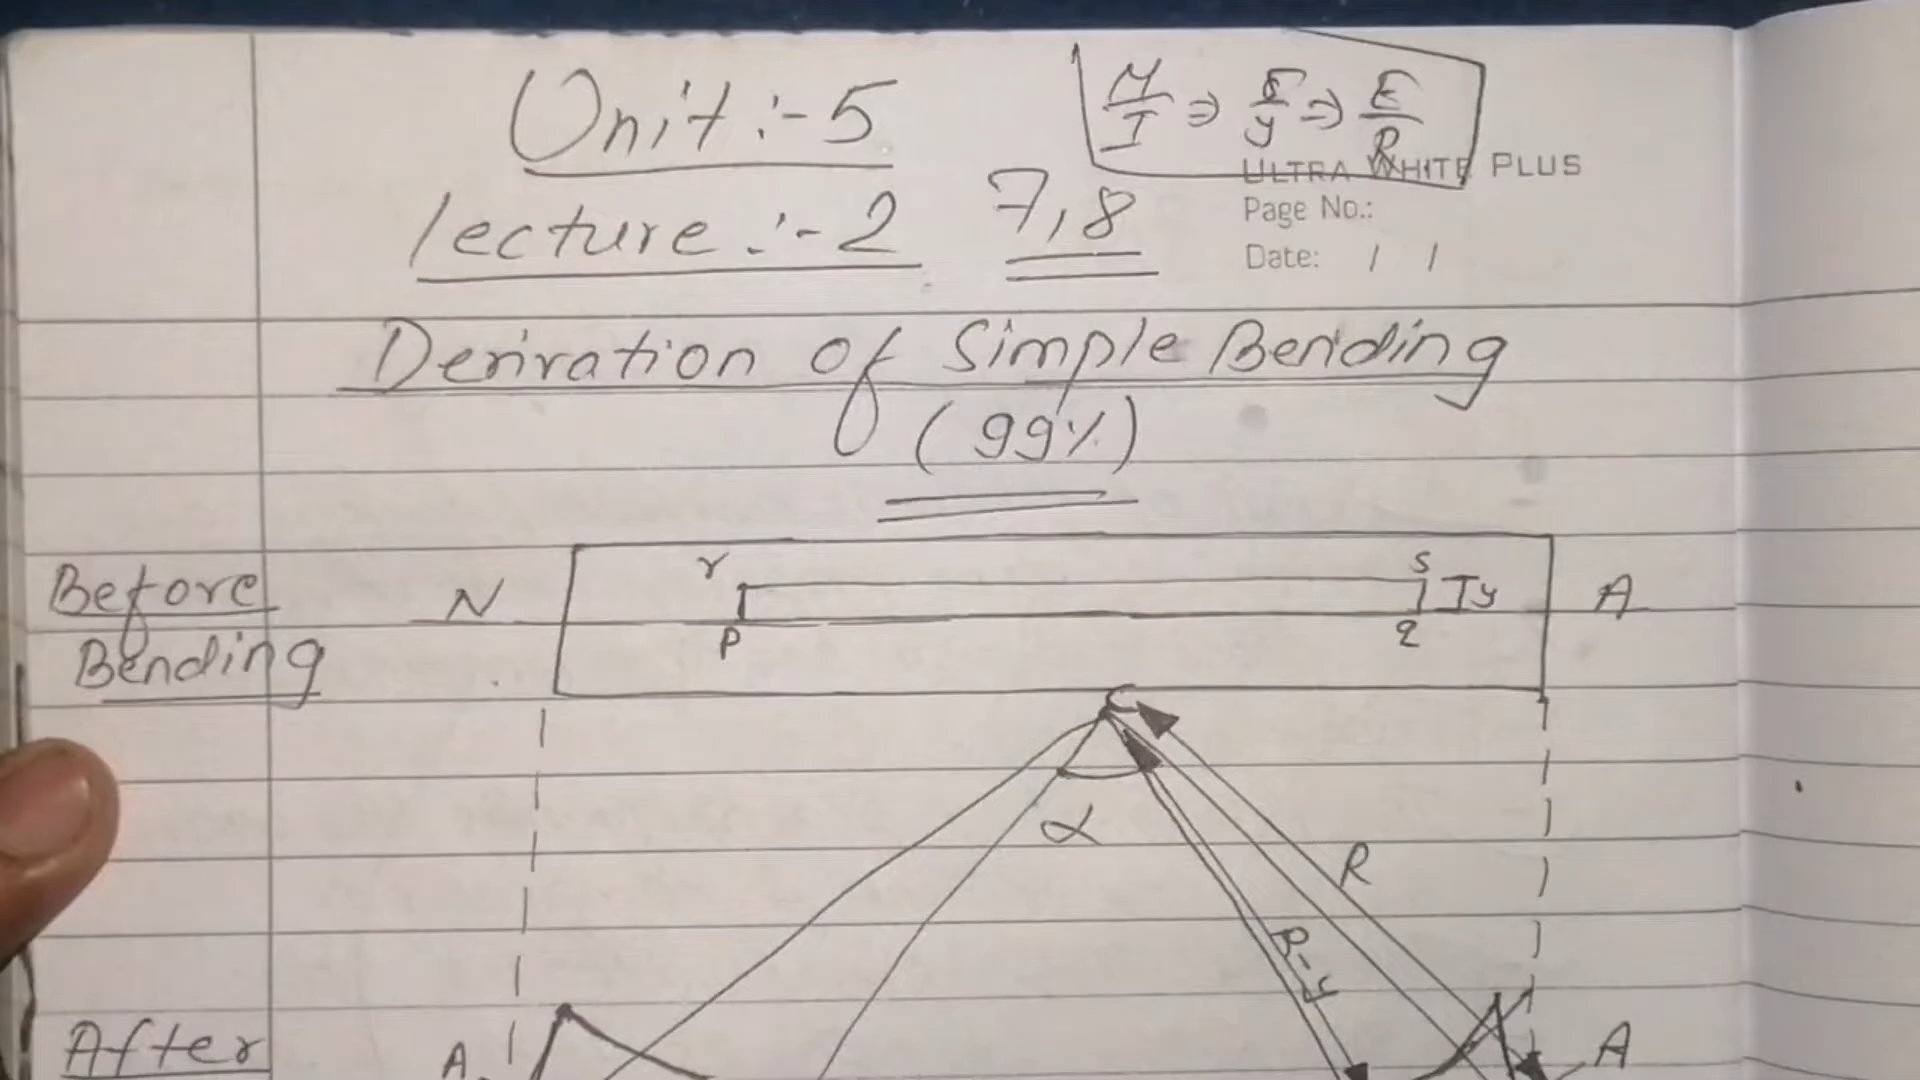 Unit :- 5
M/I ⇒ σ/y ⇒ E/R
ULTRA WHITE PLUS
Page No.:
Date: / /
lecture :- 2 7,8
Derivation of Simple Bending
(99%)
Before
Bending
N
r
s
y
A
P
q
C
α
R
R-y
After
A
A